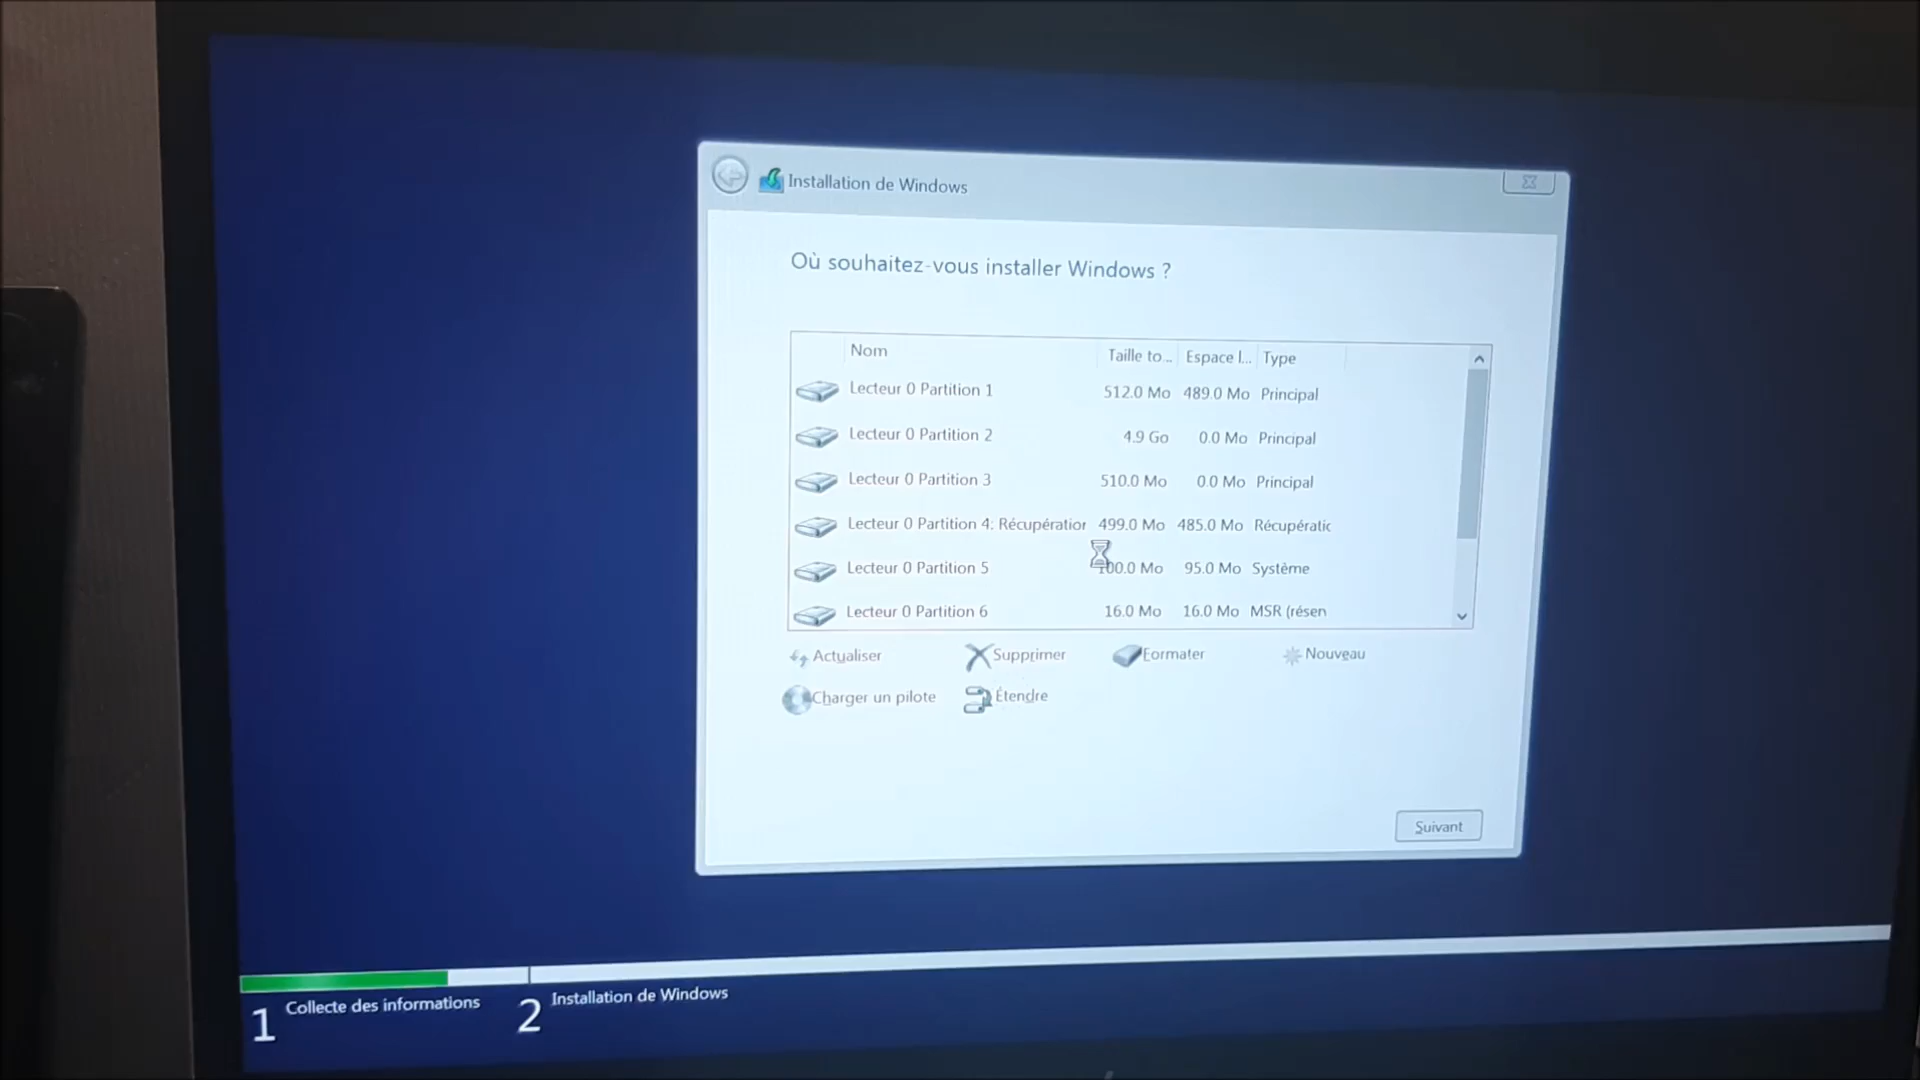 Installation de Windows
Où souhaitez-vous installer Windows ?
Nom Taille to... Espace l... Type
Lecteur 0 Partition 1 512.0 Mo 489.0 Mo Principal
Lecteur 0 Partition 2 4.9 Go 0.0 Mo Principal
Lecteur 0 Partition 3 510.0 Mo 0.0 Mo Principal
Lecteur 0 Partition 4: Récupération 499.0 Mo 485.0 Mo Récupératic
Lecteur 0 Partition 5 100.0 Mo 95.0 Mo Système
Lecteur 0 Partition 6 16.0 Mo 16.0 Mo MSR (réser
Actualiser Supprimer Formater Nouveau
Charger un pilote Étendre
Suivant
1 Collecte des informations 2 Installation de Windows